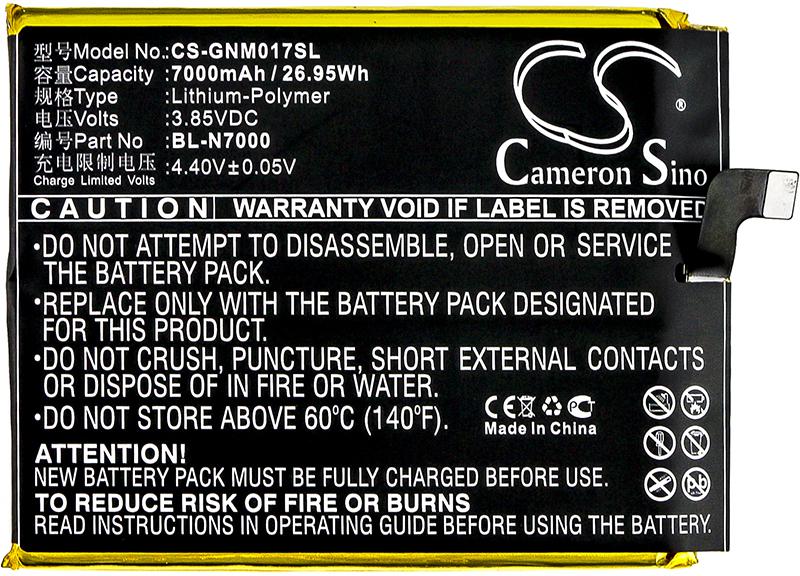 型号Model No.:CS-GNM017SL
容量Capacity :7000mAh / 26.95Wh
规格Type :Lithium-Polymer
电压Volts :3.85VDC
编号Part No :BL-N7000
充电限制电压 :4.40V±0.05V
Charge Limited Volts
CS
®
Cameron Sino
CAUTION WARRANTY VOID IF LABEL IS REMOVED
•DO NOT ATTEMPT TO DISASSEMBLE, OPEN OR SERVICE
THE BATTERY PACK.
•REPLACE ONLY WITH THE BATTERY PACK DESIGNATED
FOR THIS PRODUCT.
•DO NOT CRUSH, PUNCTURE, SHORT EXTERNAL CONTACTS
OR DISPOSE OF IN FIRE OR WATER.
•DO NOT STORE ABOVE 60°C (140°F).
CE PCT
Made In China
Pb
ATTENTION!
NEW BATTERY PACK MUST BE FULLY CHARGED BEFORE USE.
TO REDUCE RISK OF FIRE OR EXPLOSION
READ INSTRUCTIONS IN OPERATING GUIDE BEFORE USING THE BATTERY.